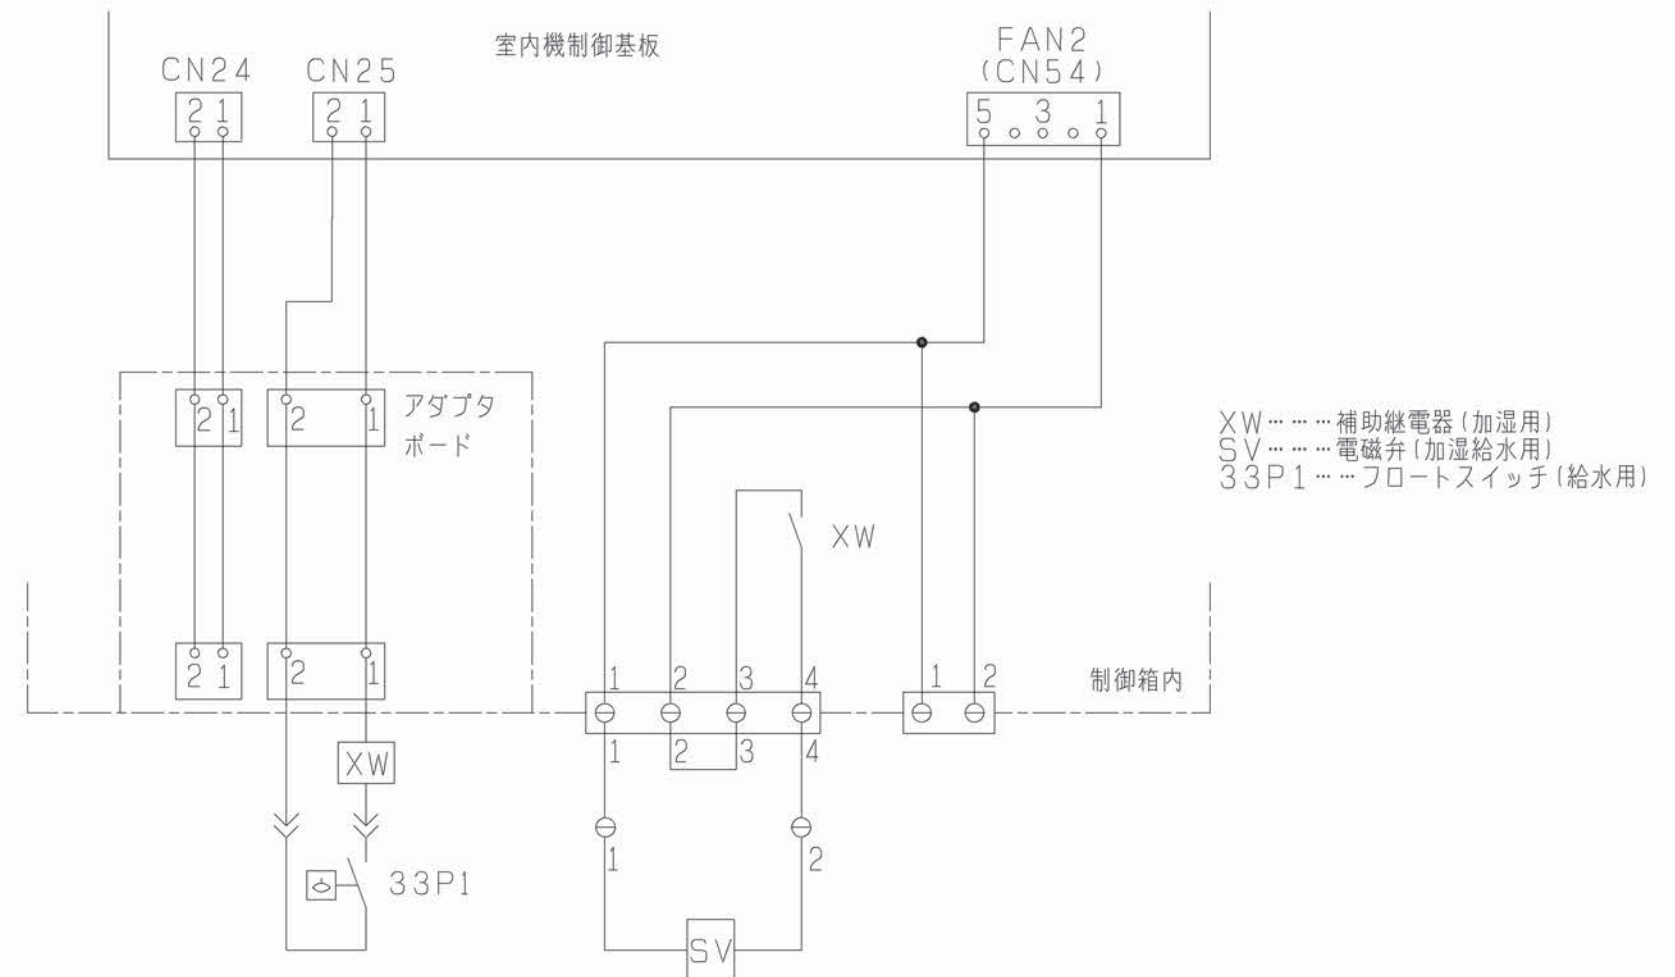 室内機制御基板
CN24
CN25
FAN2
(CN54)
2 1
2 1
5 3 1
2 1
2 1
アダプタ
ボード
XW………補助継電器(加湿用)
SV………電磁弁(加湿給水用)
33P1……フロートスイッチ(給水用)
XW
2 1
2 1
1 2 3 4
1 2
制御箱内
1 2 3 4
XW
1 2
33P1
SV